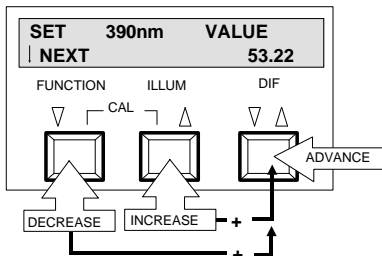 SET 390nm VALUE
↓ NEXT 53.22
FUNCTION ILLUM DIF
CAL
ADVANCE
DECREASE INCREASE +
+